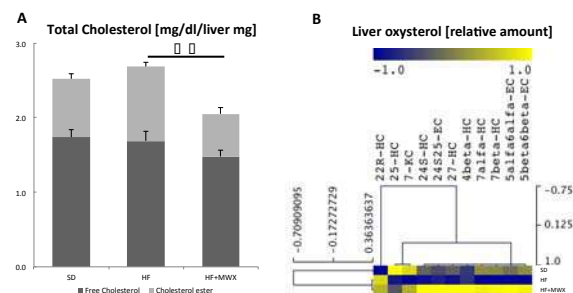 A
Total Cholesterol [mg/dl/liver mg]
3.0
2.0
1.0
0.0
SD
HF
HF+MWX
Free Cholesterol
Cholesterol ester
B
Liver oxysterol [relative amount]
-1.0
1.0
22R-HC
25-HC
7-KC
24S-HC
24S25-EC
27-HC
4beta-HC
7alfa-HC
7beta-HC
5alfa6alfa-EC
5beta6beta-EC
-0.70909095
-0.17272729
0.36363637
-0.75
0.125
1.0
SD
HF
HF+MWX